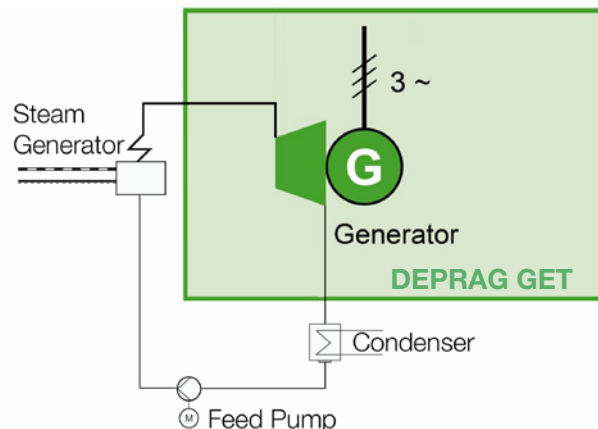 3 ~
Steam
Generator
G
Generator
DEPRAG GET
Condenser
M
Feed Pump